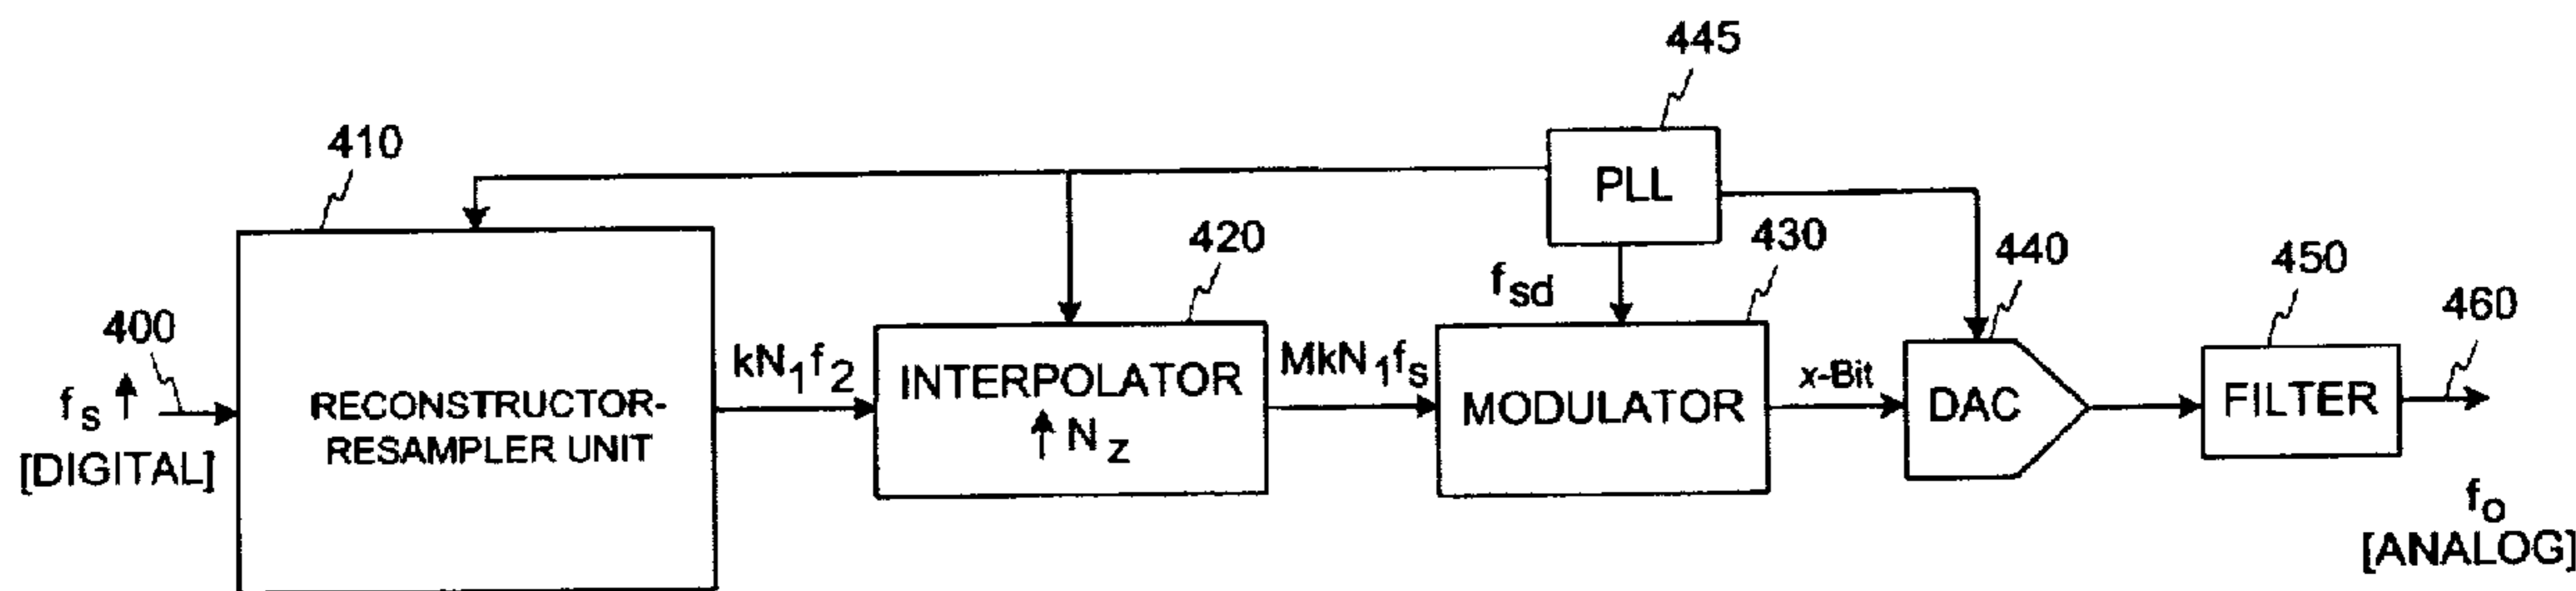 445
PLL
410
420
f_sd
430
440
450
460
400
f_s ↑
[DIGITAL]
RECONSTRUCTOR-
RESAMPLER UNIT
kN_1f_2
INTERPOLATOR
↑ N_z
MkN_1f_s
MODULATOR
x-Bit
DAC
FILTER
f_o
[ANALOG]